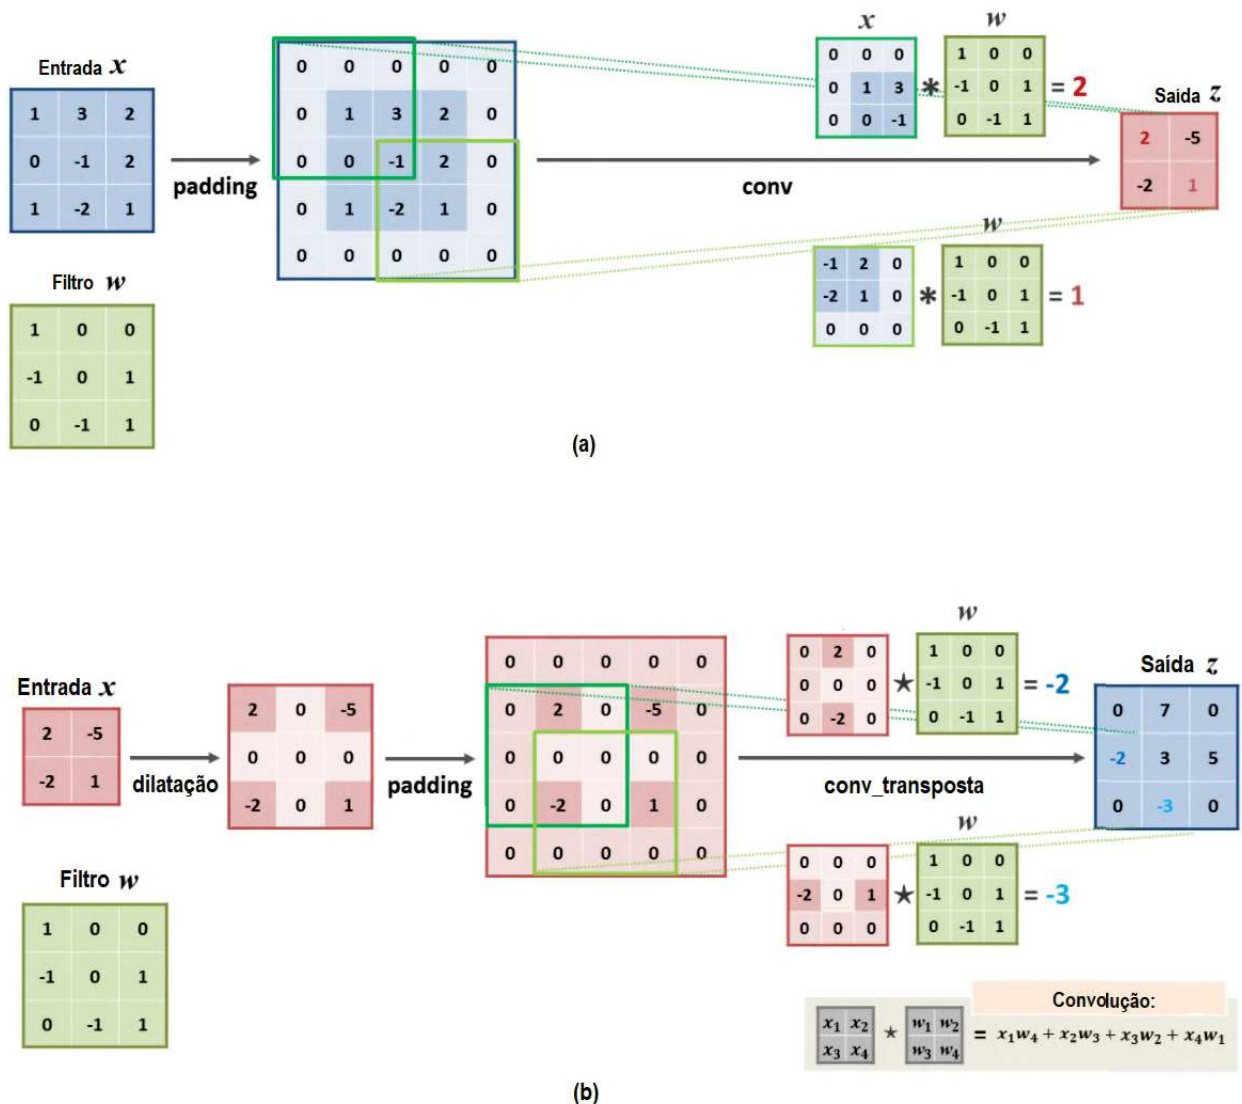 x w
Entrada x
1 3 2
0 -1 2
1 -2 1
padding
0 0 0 0 0
0 1 3 2 0
0 0 -1 2 0
0 1 -2 1 0
0 0 0 0 0
conv
0 0 0
0 1 3
0 0 -1
*
1 0 0
-1 0 1
0 -1 1
= 2
Saída z
2 -5
-2 1
w
-1 2 0
-2 1 0
0 0 0
*
1 0 0
-1 0 1
0 -1 1
= 1
Filtro w
1 0 0
-1 0 1
0 -1 1
(a)
Entrada x
2 -5
-2 1
dilatação
2 0 -5
0 0 0
-2 0 1
padding
0 0 0 0 0
0 2 0 -5 0
0 0 0 0 0
0 -2 0 1 0
0 0 0 0 0
conv_transposta
w
0 2 0
0 0 0
0 -2 0
★
1 0 0
-1 0 1
0 -1 1
= -2
Saída z
0 7 0
-2 3 5
0 -3 0
w
0 0 0
-2 0 1
0 0 0
★
1 0 0
-1 0 1
0 -1 1
= -3
Filtro w
1 0 0
-1 0 1
0 -1 1
Convolução:
x₁ x₂
x₃ x₄
★
w₁ w₂
w₃ w₄
= x₁w₄ + x₂w₃ + x₃w₂ + x₄w₁
(b)